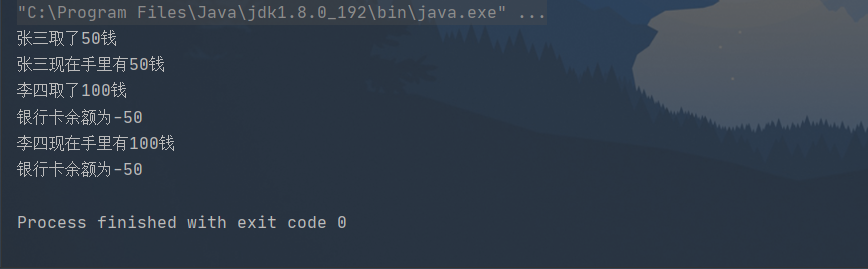 "C:\Program Files\Java\jdk1.8.0_192\bin\java.exe" ...
张三取了50钱
张三现在手里有50钱
李四取了100钱
银行卡余额为-50
李四现在手里有100钱
银行卡余额为-50
Process finished with exit code 0